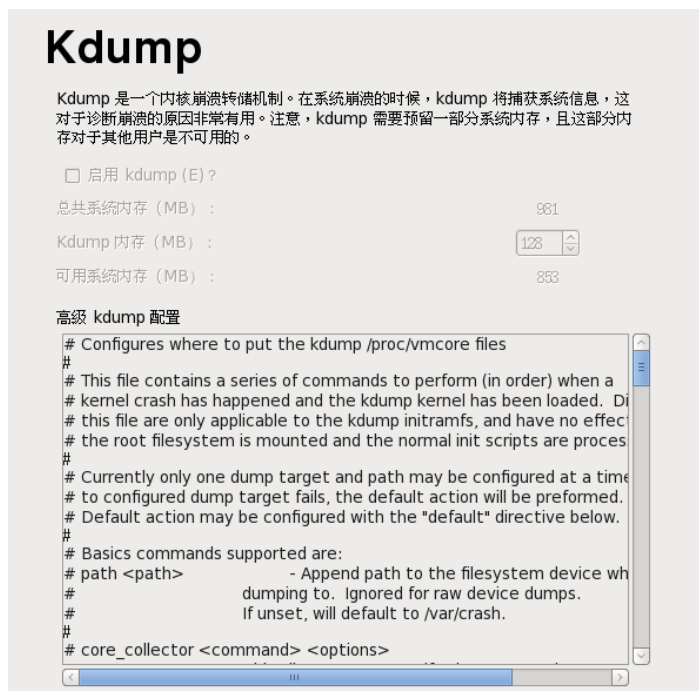 Kdump
Kdump 是一个内核崩溃转储机制。在系统崩溃的时候，kdump 将捕获系统信息，这
对于诊断崩溃的原因非常有用。注意，kdump 需要预留一部分系统内存，且这部分内
存对于其他用户是不可用的。
启用 kdump (E)？
总共系统内存（MB）： 981
Kdump 内存（MB）： 128
可用系统内存（MB）： 853
高级 kdump 配置
# Configures where to put the kdump /proc/vmcore files
#
# This file contains a series of commands to perform (in order) when a
# kernel crash has happened and the kdump kernel has been loaded. Di
# this file are only applicable to the kdump initramfs, and have no effec
# the root filesystem is mounted and the normal init scripts are proces
#
# Currently only one dump target and path may be configured at a time
# to configured dump target fails, the default action will be preformed.
# Default action may be configured with the "default" directive below.
#
# Basics commands supported are:
# path <path> - Append path to the filesystem device wh
# dumping to. Ignored for raw device dumps.
# If unset, will default to /var/crash.
#
# core_collector <command> <options>